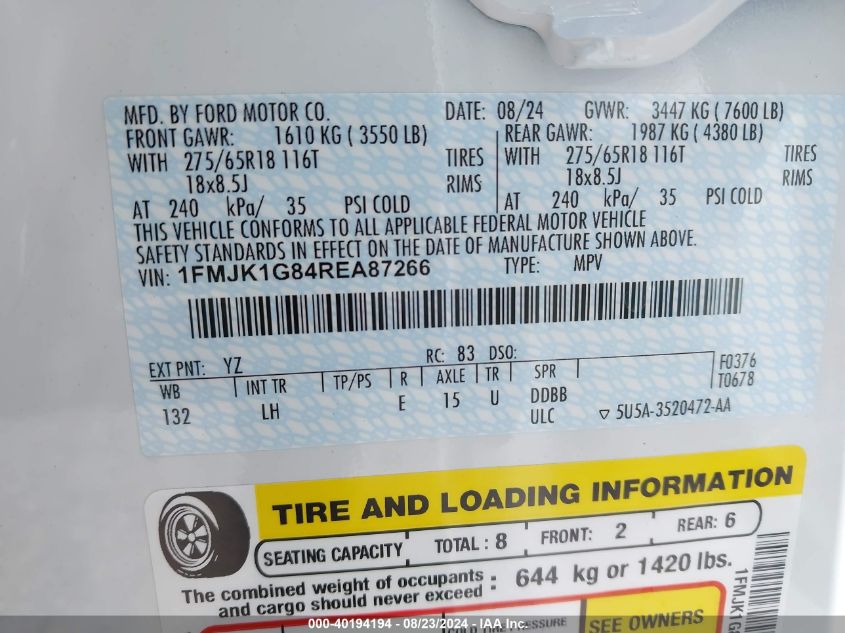 MFD. BY FORD MOTOR CO. DATE: 08/24 GVWR: 3447 KG ( 7600 LB)
FRONT GAWR: 1610 KG ( 3550 LB) REAR GAWR: 1987 KG ( 4380 LB)
WITH 275/65R18 116T TIRES WITH 275/65R18 116T TIRES
18x8.5J RIMS 18x8.5J RIMS
AT 240 kPa/ 35 PSI COLD AT 240 kPa/ 35 PSI COLD
THIS VEHICLE CONFORMS TO ALL APPLICABLE FEDERAL MOTOR VEHICLE
SAFETY STANDARDS IN EFFECT ON THE DATE OF MANUFACTURE SHOWN ABOVE.
VIN: 1FMJK1G84REA87266 TYPE: MPV
EXT PNT: YZ RC: 83 DSO:
WB INT TR TP/PS R AXLE TR SPR F0376
T0678
132 LH E 15 U DDBB
ULC ▽ 5U5A-3520472-AA
TIRE AND LOADING INFORMATION
SEATING CAPACITY TOTAL : 8 FRONT: 2 REAR: 6
The combined weight of occupants : 644 kg or 1420 lbs.
and cargo should never exceed :
COLD TIRE PRESSURE SEE OWNERS
1FMJK1G
000-40194194 - 08/23/2024 - IAA Inc.